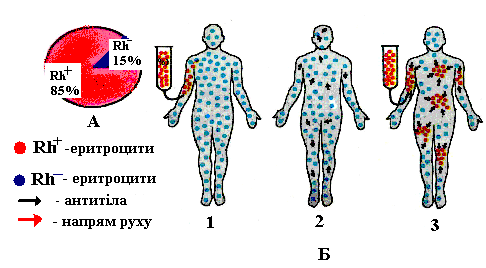 Rh⁻
15%
Rh⁺
85%
А
Rh⁺ -еритроцити
Rh⁻ - еритроцити
- антитіла
- напрям руху
1
2
3
Б